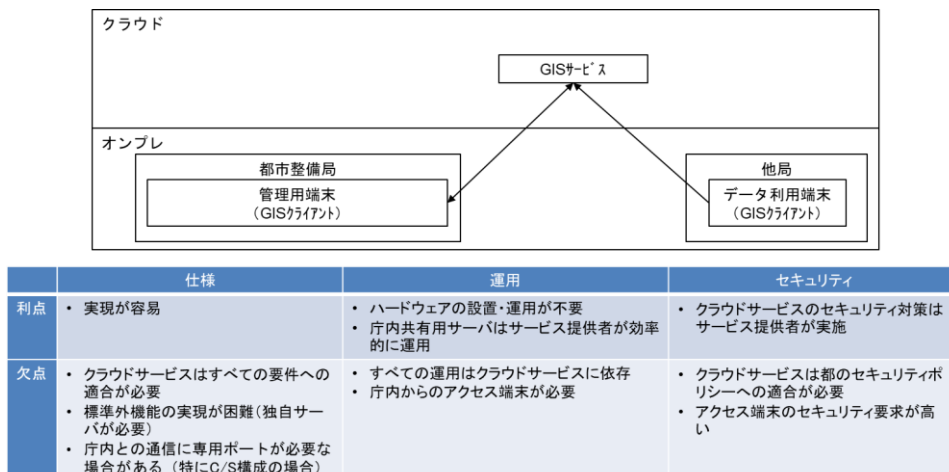 クラウド
GISｻｰﾋﾞｽ
オンプレ
都市整備局
管理用端末
（GISｸﾗｲｱﾝﾄ）
他局
データ利用端末
（GISｸﾗｲｱﾝﾄ）
仕様
運用
セキュリティ
利点
• 実現が容易
• ハードウェアの設置・運用が不要
• 庁内共有用サーバはサービス提供者が効率
的に運用
• クラウドサービスのセキュリティ対策は
サービス提供者が実施
欠点
• クラウドサービスはすべての要件への
適合が必要
• 標準外機能の実現が困難（独自サー
バが必要）
• 庁内との通信に専用ポートが必要な
場合がある（特にC/S構成の場合）
• すべての運用はクラウドサービスに依存
• 庁内からのアクセス端末が必要
• クラウドサービスは都のセキュリティポ
リシーへの適合が必要
• アクセス端末のセキュリティ要求が高
い